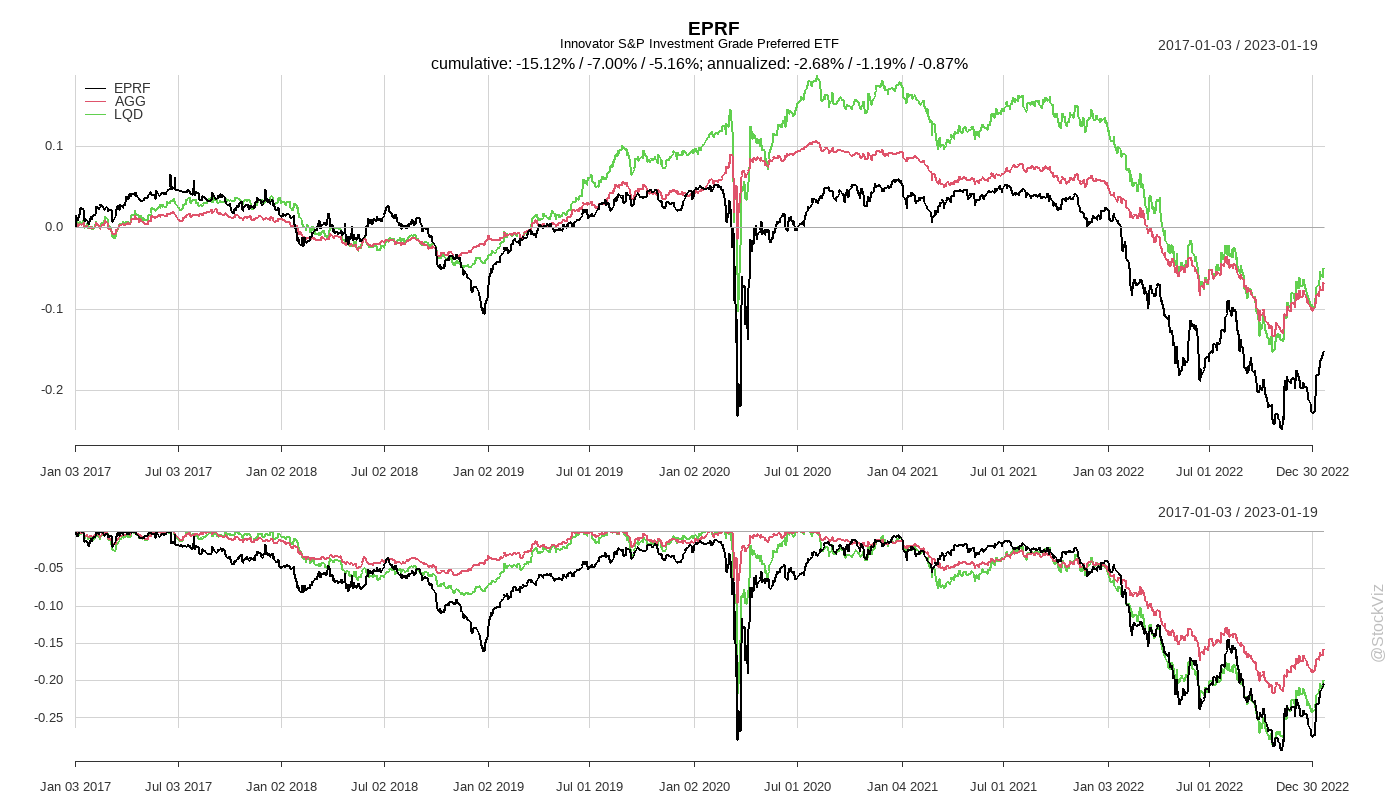 EPRF
Innovator S&P Investment Grade Preferred ETF
2017-01-03 / 2023-01-19
cumulative: -15.12% / -7.00% / -5.16%; annualized: -2.68% / -1.19% / -0.87%
EPRF
AGG
LQD
0.1
0.0
-0.1
-0.2
Jan 03 2017 Jul 03 2017 Jan 02 2018 Jul 02 2018 Jan 02 2019 Jul 01 2019 Jan 02 2020 Jul 01 2020 Jan 04 2021 Jul 01 2021 Jan 03 2022 Jul 01 2022 Dec 30 2022
2017-01-03 / 2023-01-19
-0.05
-0.10
-0.15
-0.20
-0.25
Jan 03 2017 Jul 03 2017 Jan 02 2018 Jul 02 2018 Jan 02 2019 Jul 01 2019 Jan 02 2020 Jul 01 2020 Jan 04 2021 Jul 01 2021 Jan 03 2022 Jul 01 2022 Dec 30 2022
@StockViz